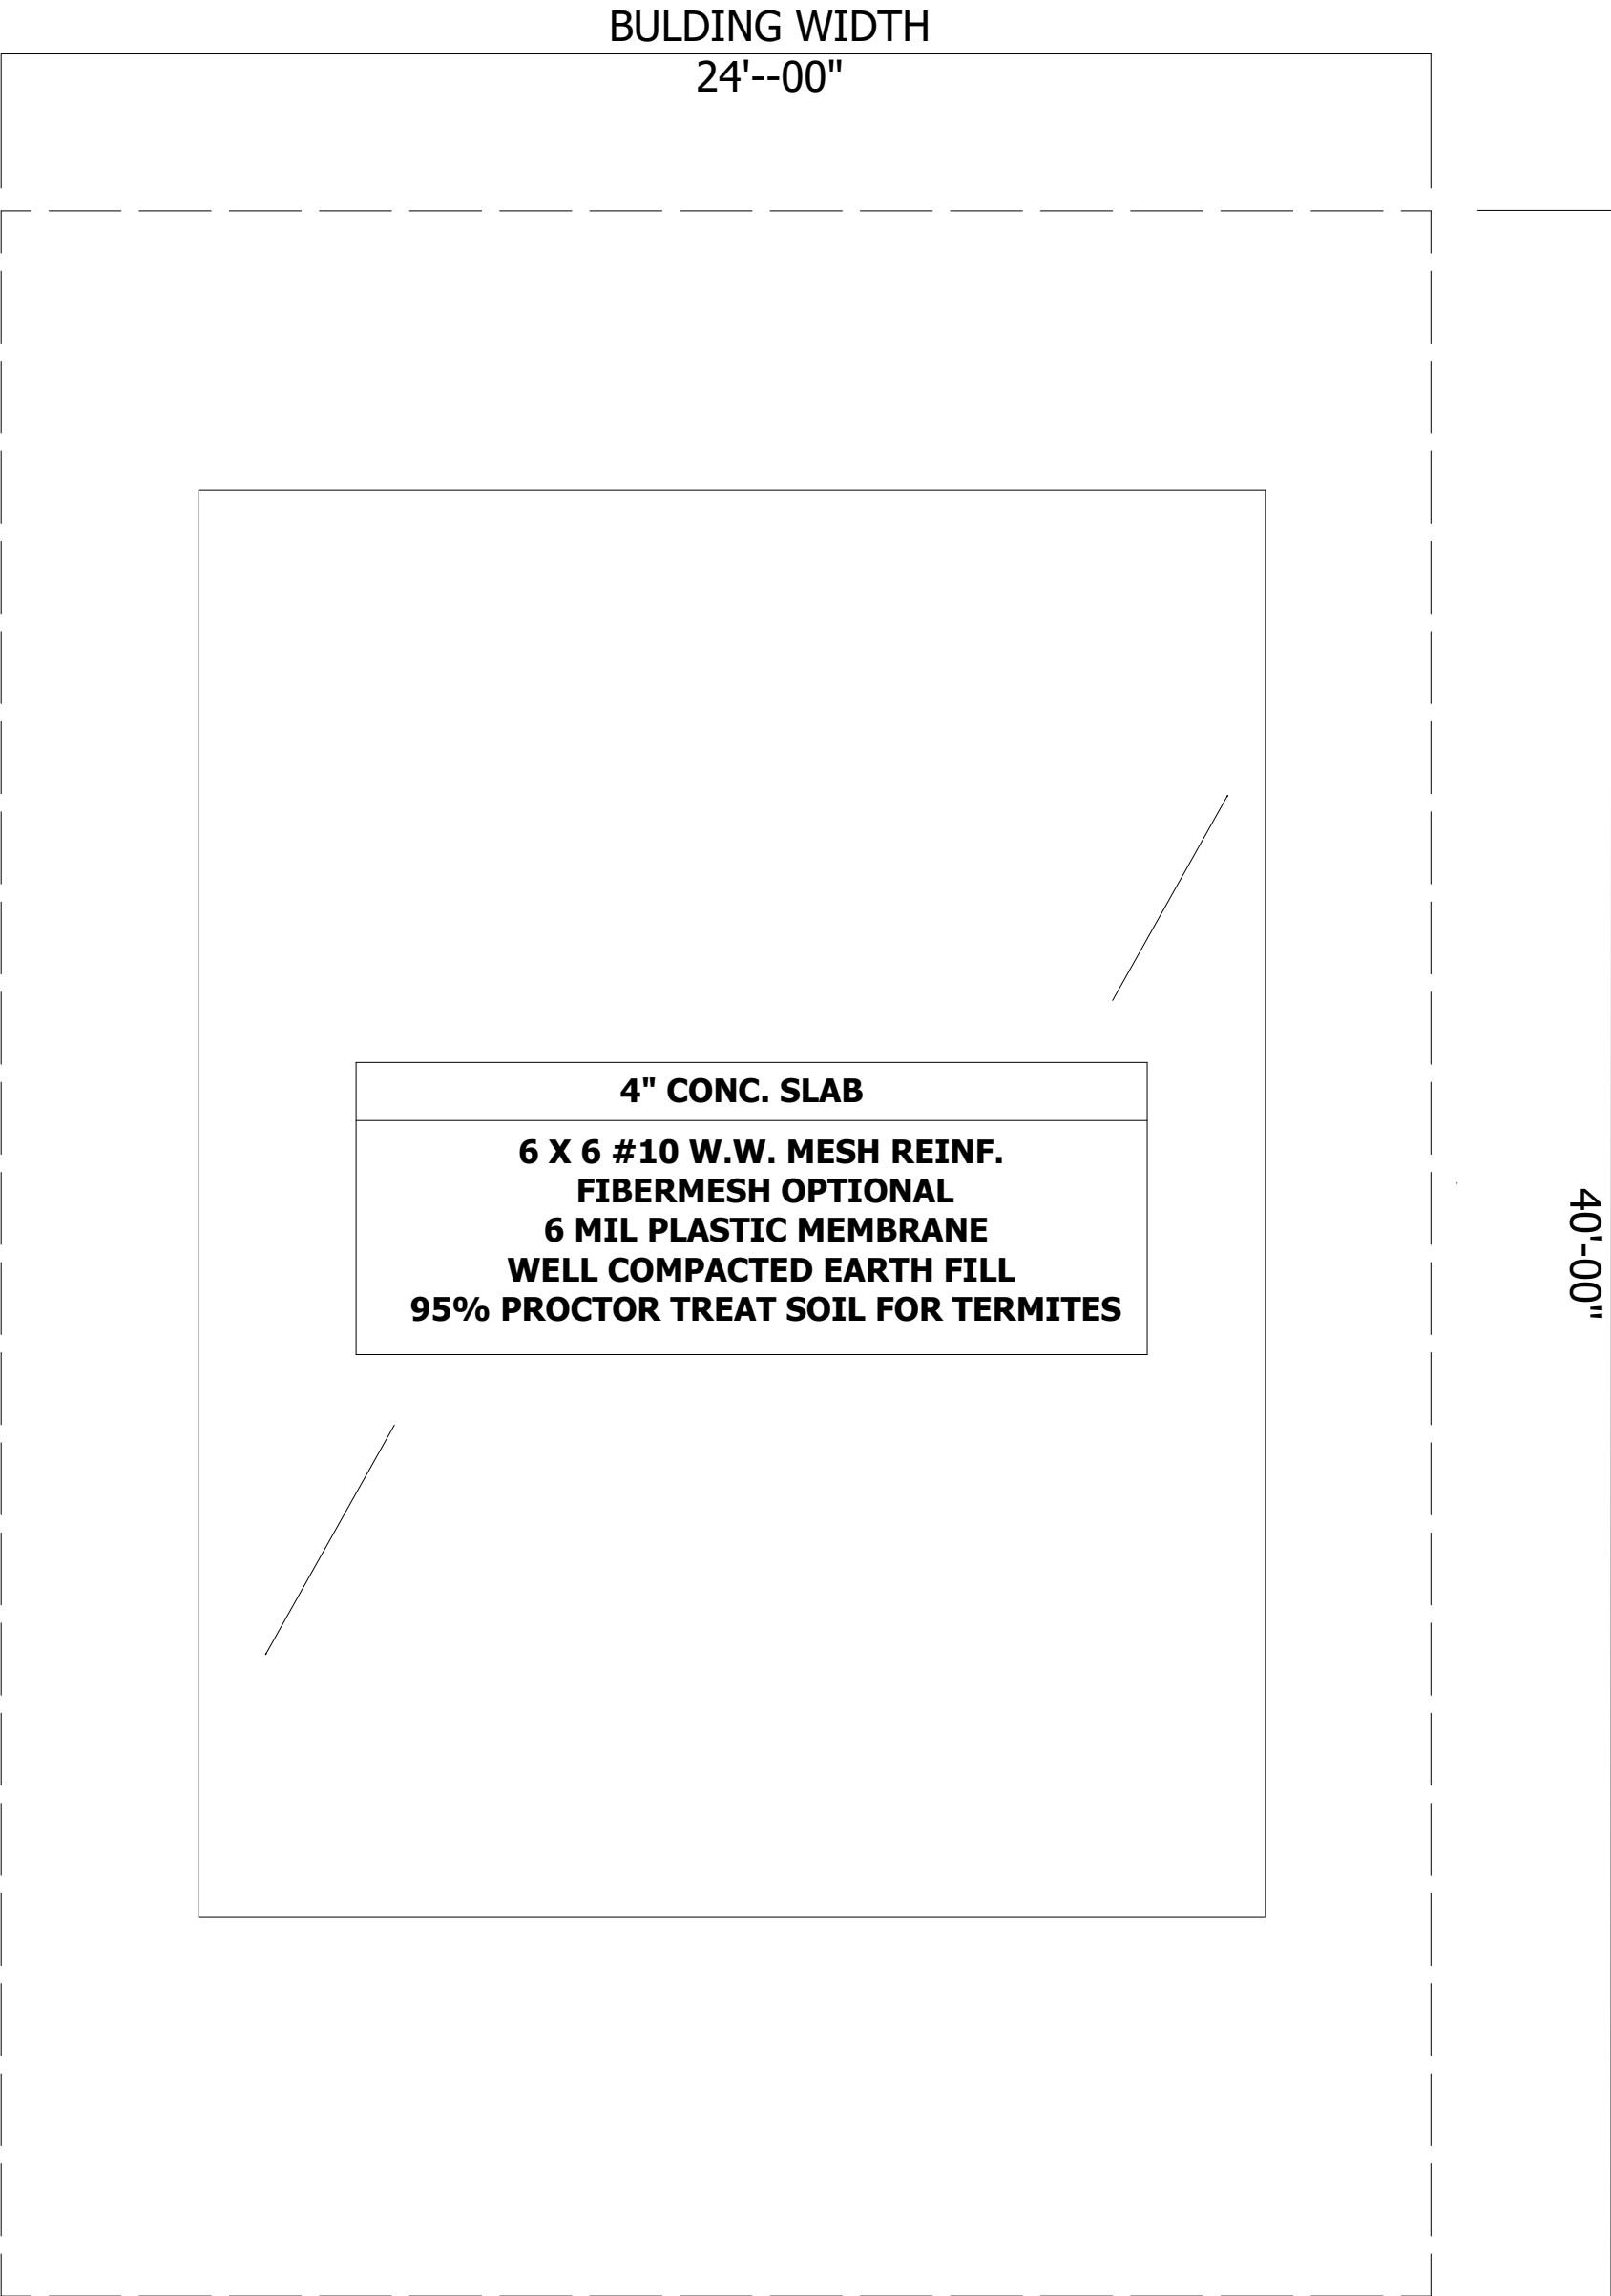 BULDING WIDTH
24'--00"
4" CONC. SLAB
6 X 6 #10 W.W. MESH REINF.
FIBERMESH OPTIONAL
6 MIL PLASTIC MEMBRANE
WELL COMPACTED EARTH FILL
95% PROCTOR TREAT SOIL FOR TERMITES
40'-00"